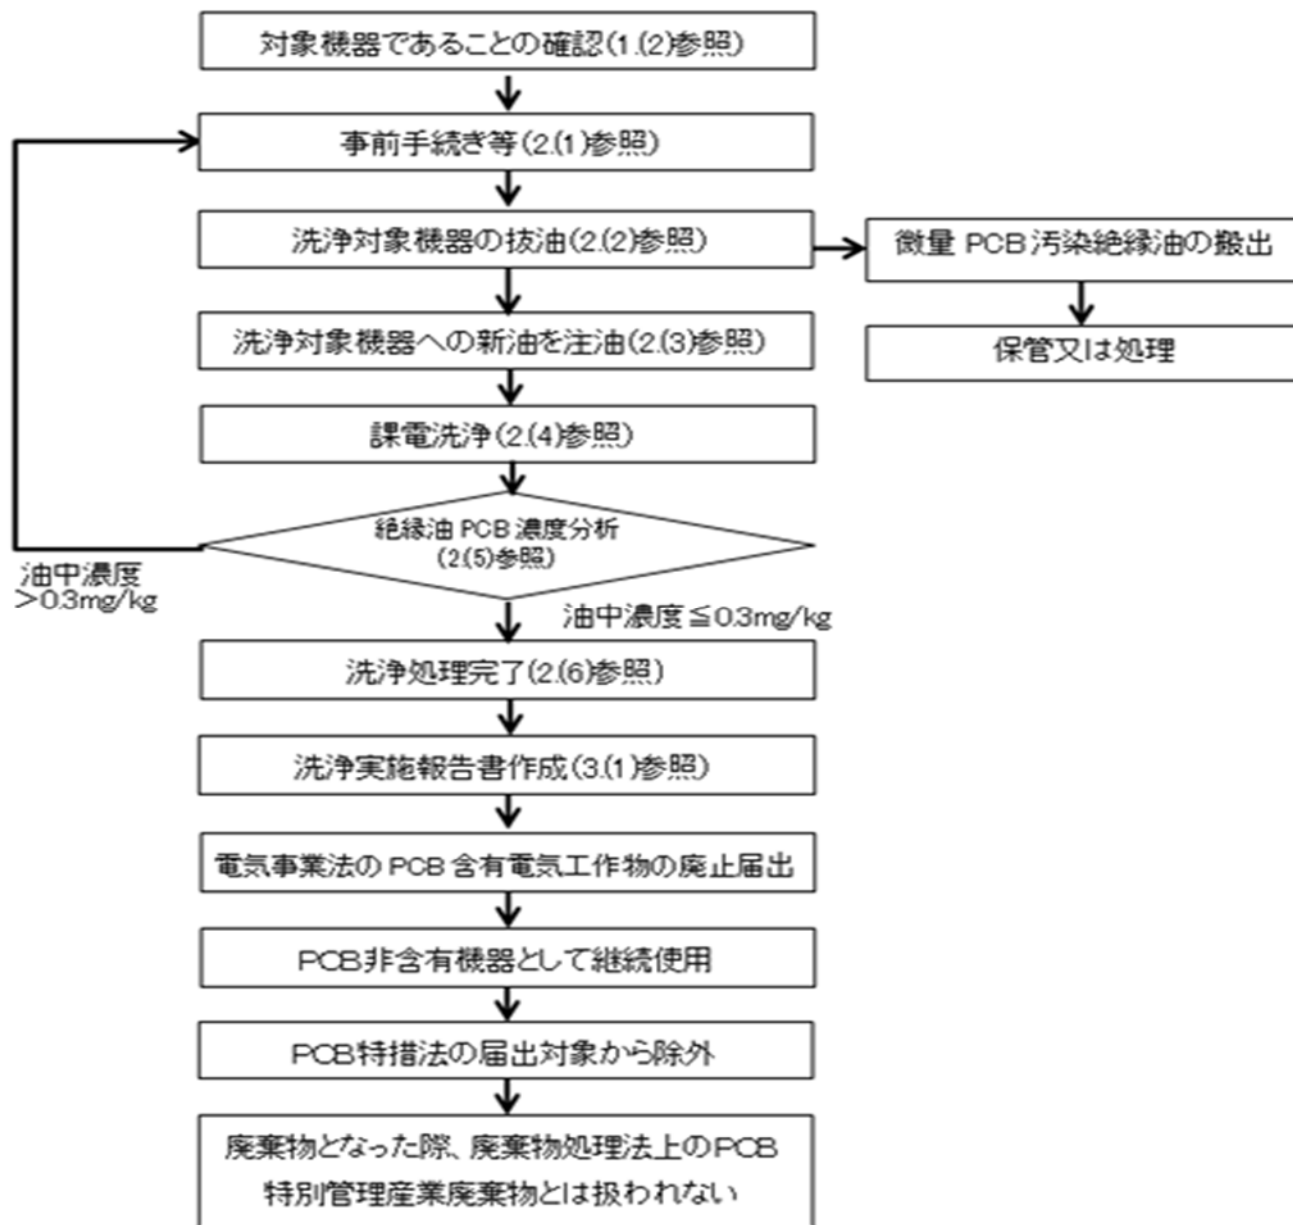 対象機器であることの確認(1.(2)参照)
事前手続き等(2.(1)参照)
洗浄対象機器の抜油(2.(2)参照)
微量 PCB 汚染絶縁油の搬出
保管又は処理
洗浄対象機器への新油を注油(2.(3)参照)
課電洗浄(2.(4)参照)
絶縁油 PCB 濃度分析
(2.(5)参照)
油中濃度
>0.3mg/kg
油中濃度≦0.3mg/kg
洗浄処理完了(2.(6)参照)
洗浄実施報告書作成(3.(1)参照)
電気事業法の PCB 含有電気工作物の廃止届出
PCB非含有機器として継続使用
PCB特措法の届出対象から除外
廃棄物となった際、廃棄物処理法上のPCB
特別管理産業廃棄物とは扱われない